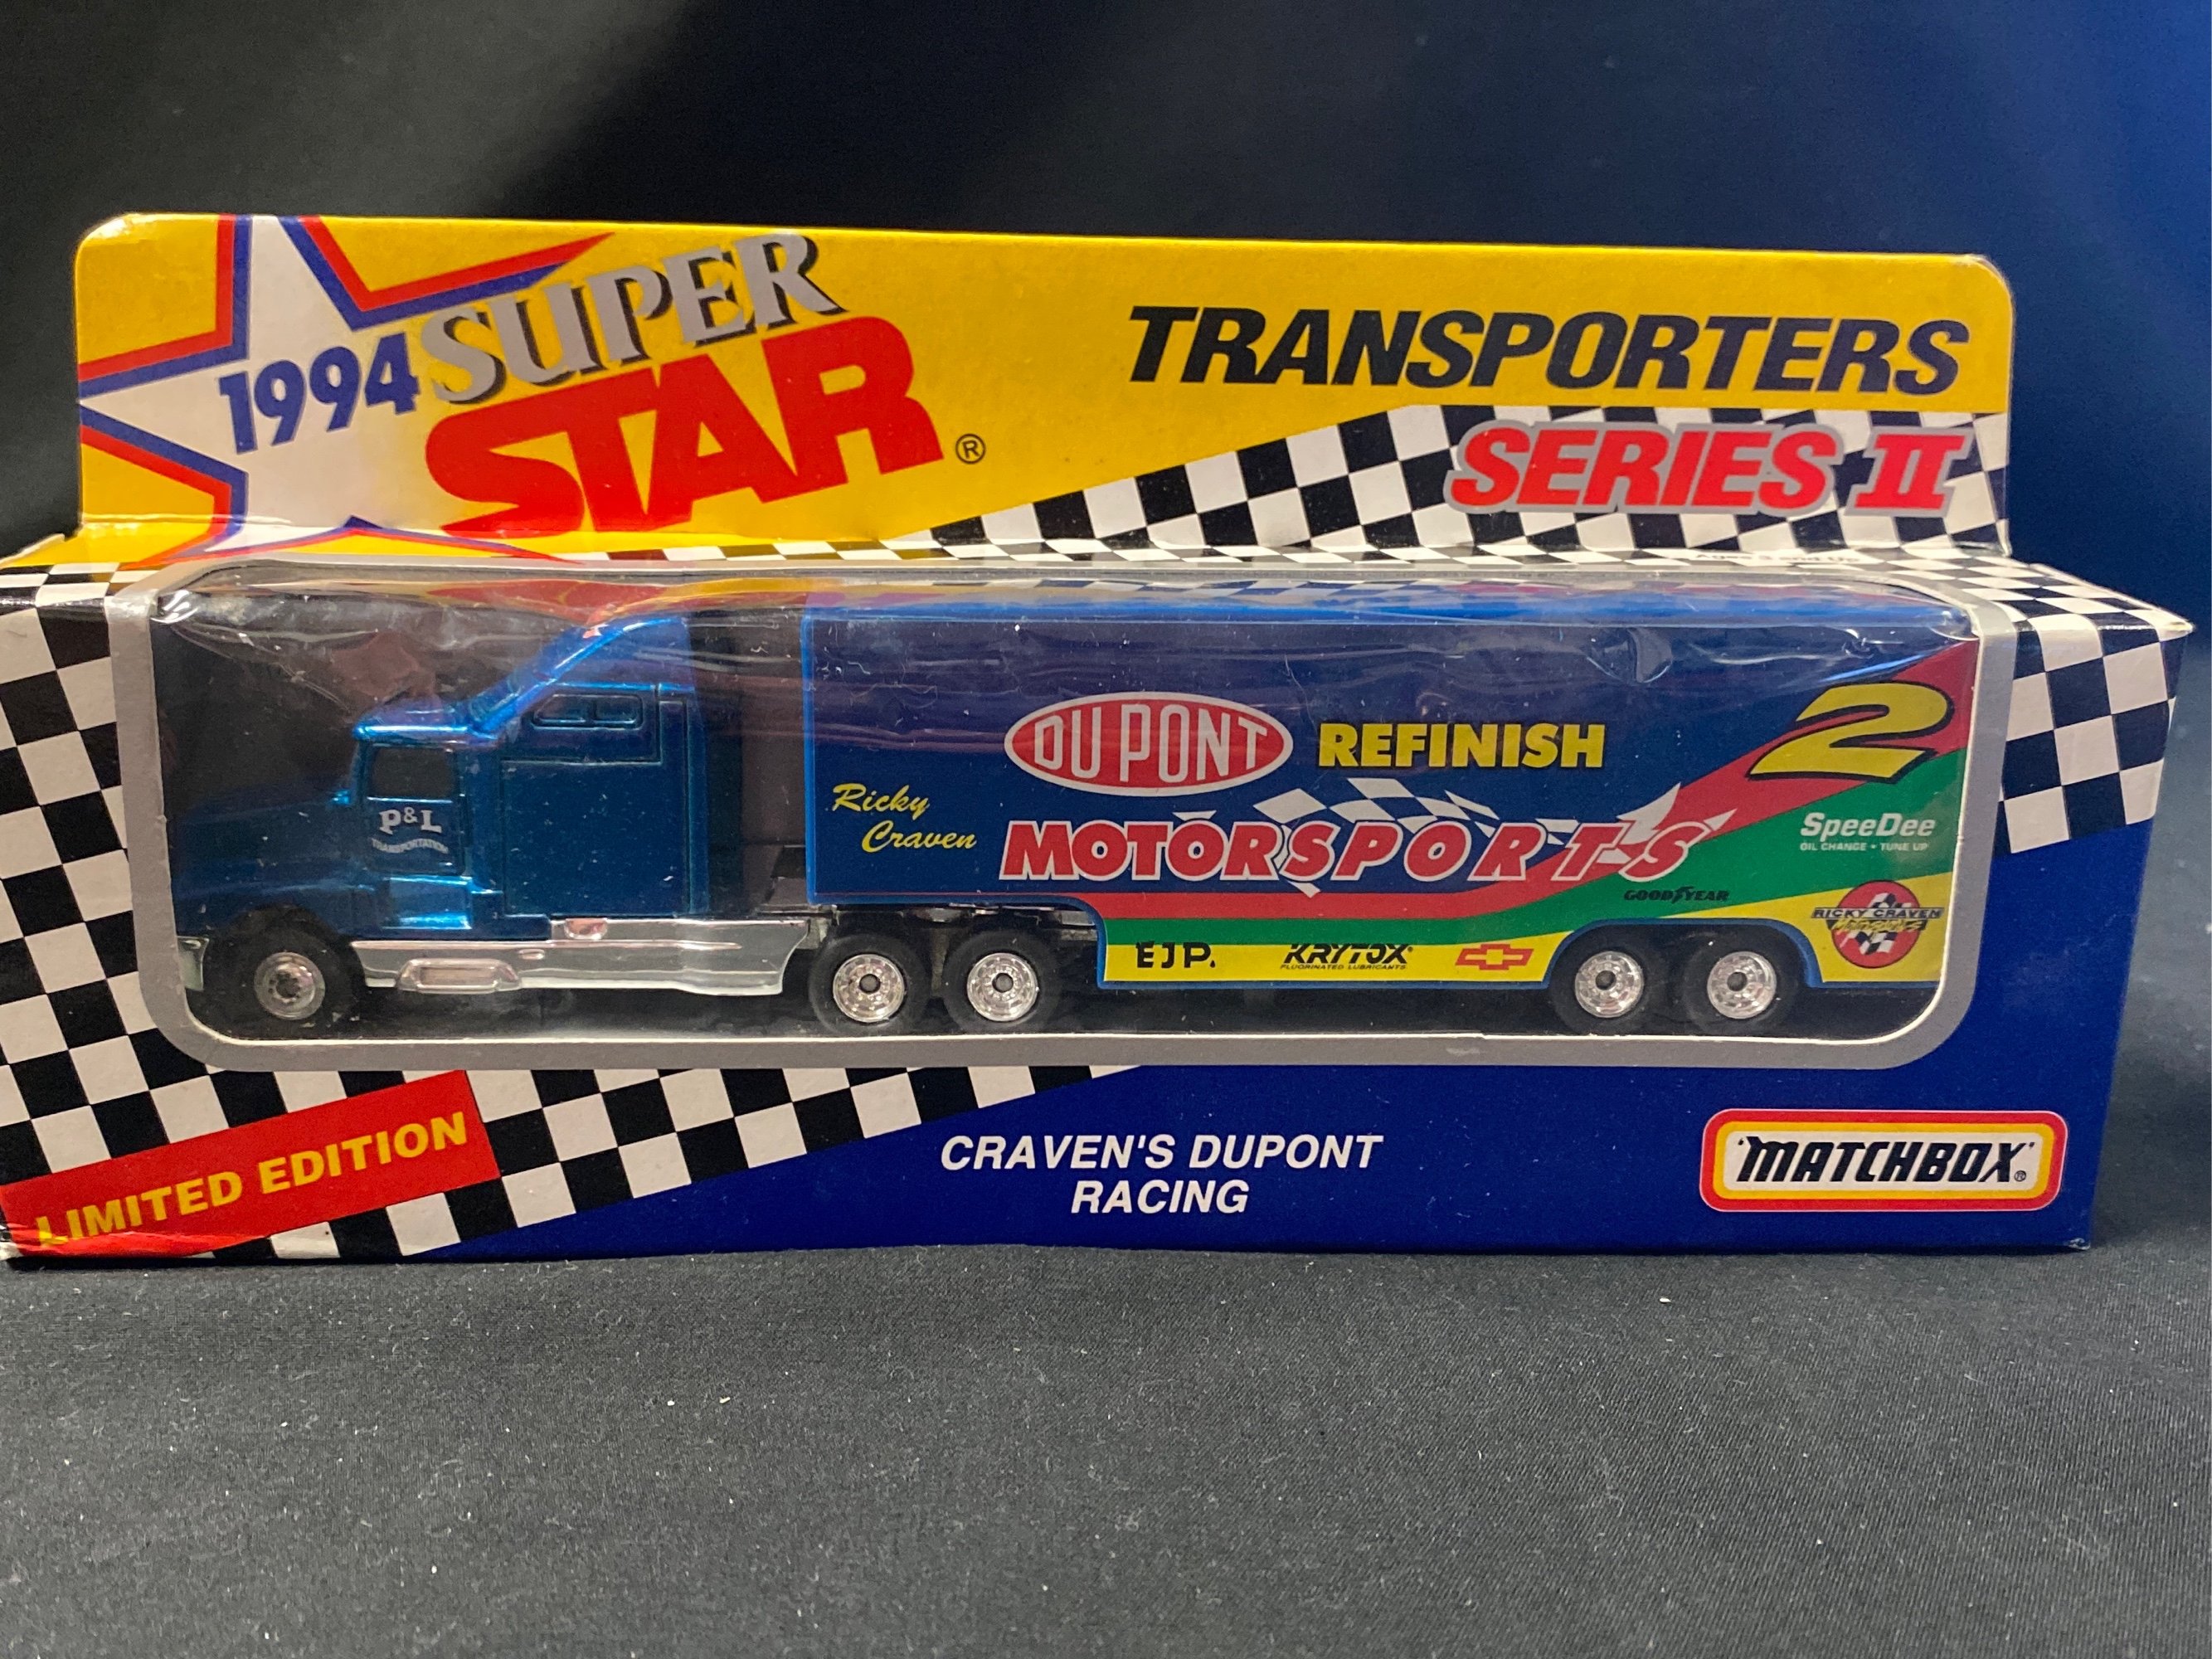 1994 SUPER
STAR ®
TRANSPORTERS
SERIES II
DU PONT REFINISH
MOTORSPORTS
Ricky
Craven
2
SpeeDee
OIL CHANGE • TUNE UP
GOODYEAR
RICKY CRAVEN
MOTORSPORTS
E.J.P.
KRYTOX®
FLUORINATED LUBRICANTS
P&L
TRANSPORTATION
LIMITED EDITION
CRAVEN'S DUPONT
RACING
"MATCHBOX"®